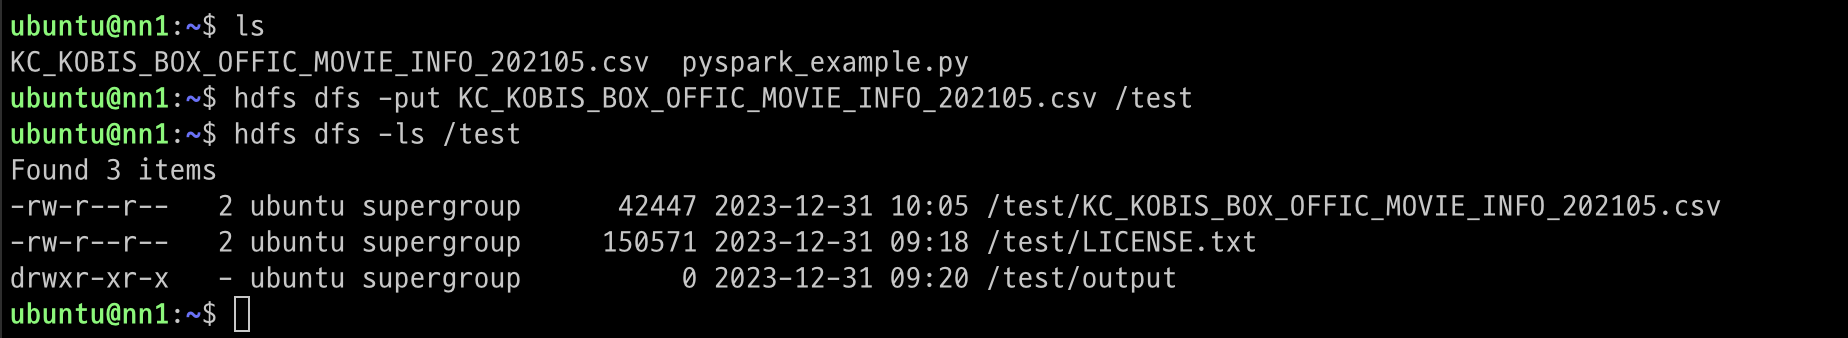 ubuntu@nn1:~$ ls
KC_KOBIS_BOX_OFFIC_MOVIE_INFO_202105.csv  pyspark_example.py
ubuntu@nn1:~$ hdfs dfs -put KC_KOBIS_BOX_OFFIC_MOVIE_INFO_202105.csv /test
ubuntu@nn1:~$ hdfs dfs -ls /test
Found 3 items
-rw-r--r--   2 ubuntu supergroup      42447 2023-12-31 10:05 /test/KC_KOBIS_BOX_OFFIC_MOVIE_INFO_202105.csv
-rw-r--r--   2 ubuntu supergroup     150571 2023-12-31 09:18 /test/LICENSE.txt
drwxr-xr-x   - ubuntu supergroup          0 2023-12-31 09:20 /test/output
ubuntu@nn1:~$